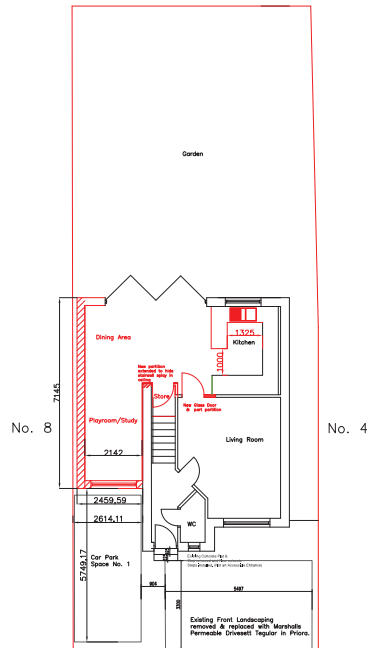 Garden
1325
Kitchen
1000
Dining Area
New partition
extended to hide
stairwell splay in
ceiling
Store
New Glass Door
& part partition
7145
Playroom/Study
Living Room
No. 8
No. 4
2142
2459.59
2614.11
WC
5749.17
Car Park
Space No. 1
906
5487
3300
Existing Front Landscaping
removed & replaced with Marshalls
Permeable Drivesett Tegular in Priora.